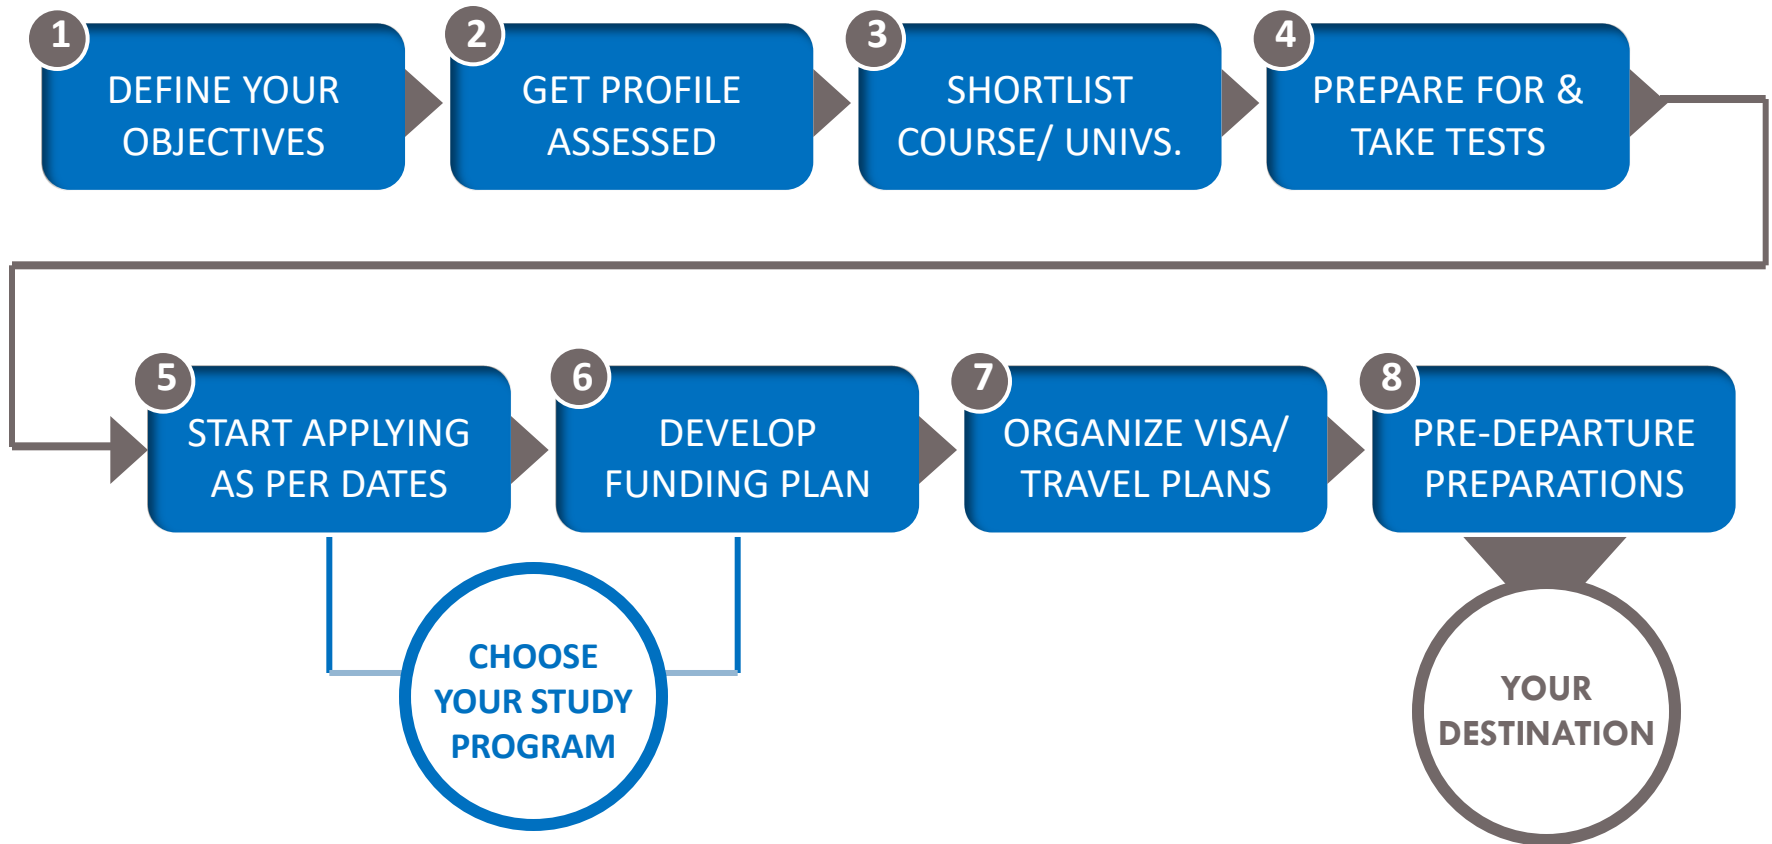 1
DEFINE YOUR
OBJECTIVES
2
GET PROFILE
ASSESSED
3
SHORTLIST
COURSE/ UNIVS.
4
PREPARE FOR &
TAKE TESTS
5
START APPLYING
AS PER DATES
6
DEVELOP
FUNDING PLAN
7
ORGANIZE VISA/
TRAVEL PLANS
8
PRE-DEPARTURE
PREPARATIONS
CHOOSE
YOUR STUDY
PROGRAM
YOUR
DESTINATION